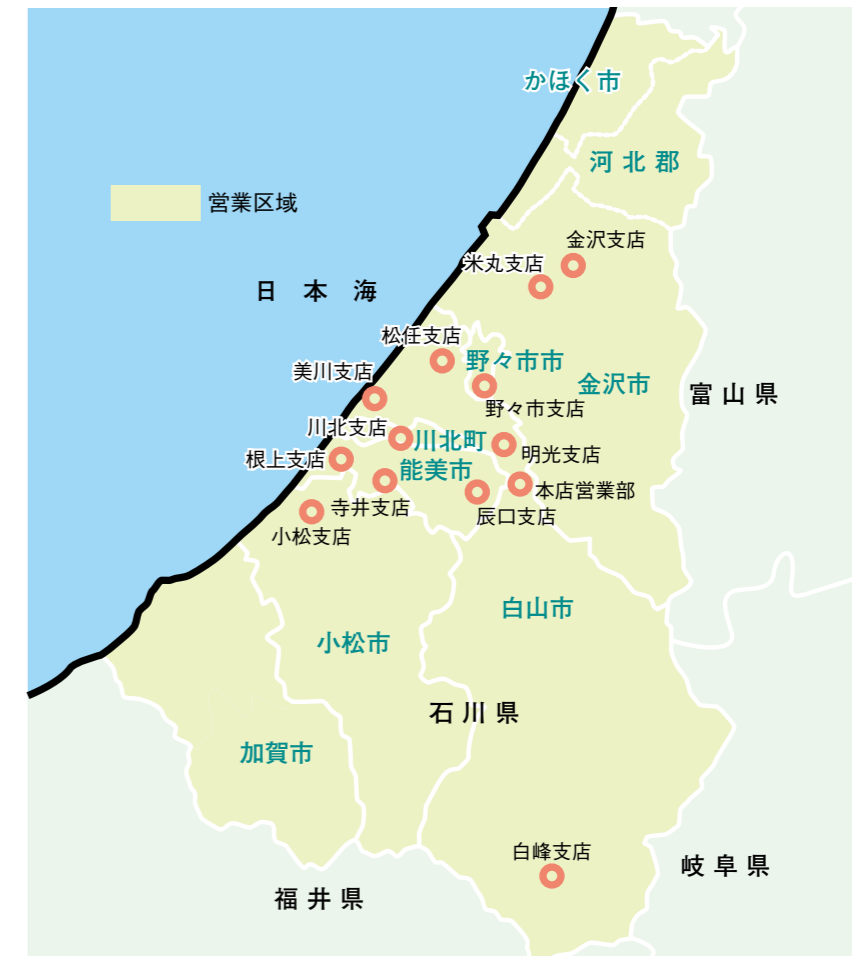 かほく市
河北郡
営業区域
金沢支店
米丸支店
日本海
松任支店
野々市市
美川支店
金沢市
富山県
野々市支店
川北支店
川北町
明光支店
根上支店
能美市
本店営業部
寺井支店
辰口支店
小松支店
白山市
小松市
石川県
加賀市
白峰支店
岐阜県
福井県